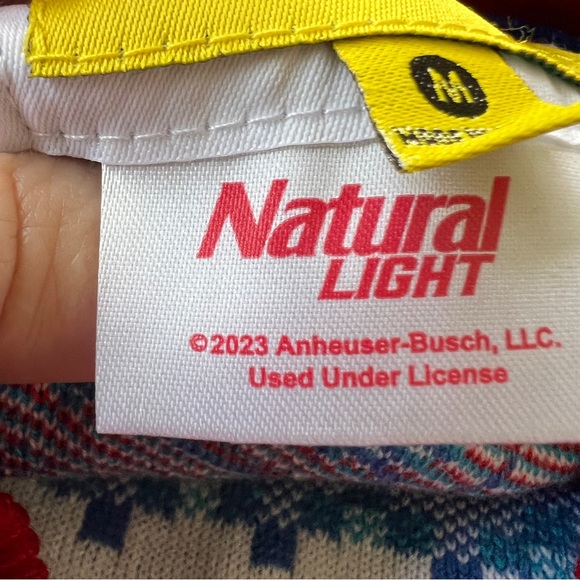 M
Natural
LIGHT
©2023 Anheuser-Busch, LLC.
Used Under License